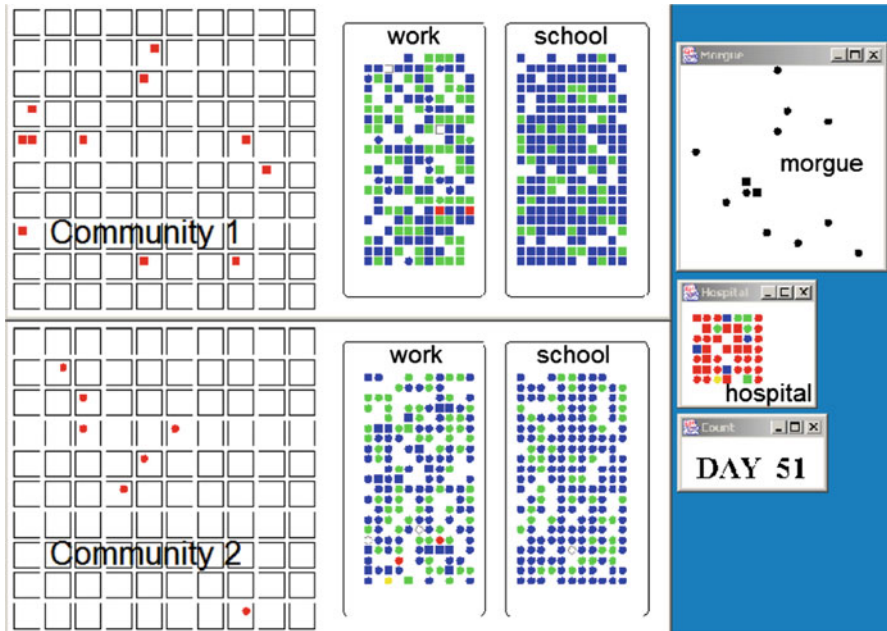 work
school
Community 1
Morgue
morgue
Hospital
hospital
Count
DAY 51
work
school
Community 2